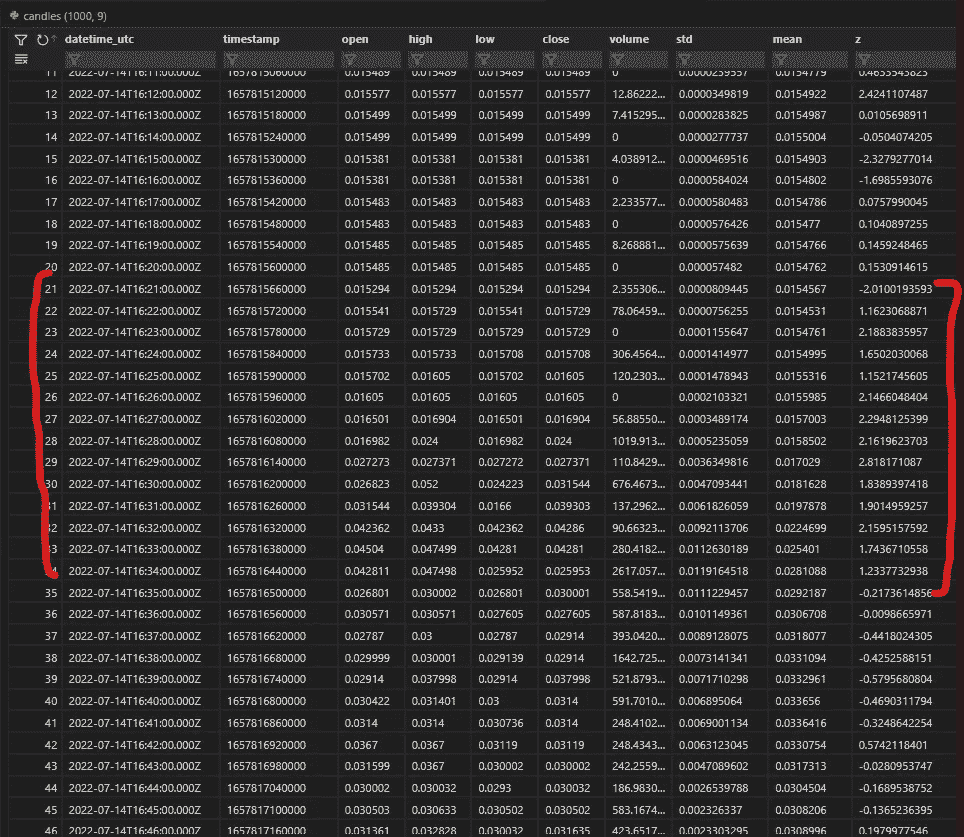 candles (1000, 9)
datetime_utc timestamp open high low close volume std mean z
11 2022-07-14T16:11:00.000Z 1657815060000 0.015489 0.015489 0.015489 0.015489 0 0.0000239557 0.0154779 0.4633543823
12 2022-07-14T16:12:00.000Z 1657815120000 0.015577 0.015577 0.015577 0.015577 12.86222... 0.0000349819 0.0154922 2.4241107487
13 2022-07-14T16:13:00.000Z 1657815180000 0.015499 0.015499 0.015499 0.015499 7.415295... 0.0000283825 0.0154987 0.0105698911
14 2022-07-14T16:14:00.000Z 1657815240000 0.015499 0.015499 0.015499 0.015499 0 0.0000277737 0.0155004 -0.0504074205
15 2022-07-14T16:15:00.000Z 1657815300000 0.015381 0.015381 0.015381 0.015381 4.038912... 0.0000469516 0.0154903 -2.3279277014
16 2022-07-14T16:16:00.000Z 1657815360000 0.015381 0.015381 0.015381 0.015381 0 0.0000584024 0.0154802 -1.6985593076
17 2022-07-14T16:17:00.000Z 1657815420000 0.015483 0.015483 0.015483 0.015483 2.233577... 0.0000580483 0.0154786 0.0757990045
18 2022-07-14T16:18:00.000Z 1657815480000 0.015483 0.015483 0.015483 0.015483 0 0.0000576426 0.015477 0.1040897255
19 2022-07-14T16:19:00.000Z 1657815540000 0.015485 0.015485 0.015485 0.015485 8.268881... 0.0000575639 0.0154766 0.1459248465
20 2022-07-14T16:20:00.000Z 1657815600000 0.015485 0.015485 0.015485 0.015485 0 0.000057482 0.0154762 0.1530914615
21 2022-07-14T16:21:00.000Z 1657815660000 0.015294 0.015294 0.015294 0.015294 2.355306... 0.0000809445 0.0154567 -2.0100193593
22 2022-07-14T16:22:00.000Z 1657815720000 0.015541 0.015729 0.015541 0.015729 78.06459... 0.0000756255 0.0154531 1.1623068871
23 2022-07-14T16:23:00.000Z 1657815780000 0.015729 0.015729 0.015729 0.015729 0 0.0001155647 0.0154761 2.1883835957
24 2022-07-14T16:24:00.000Z 1657815840000 0.015733 0.015733 0.015708 0.015708 306.4564... 0.0001414977 0.0154995 1.6502030068
25 2022-07-14T16:25:00.000Z 1657815900000 0.015702 0.01605 0.015702 0.01605 120.2303... 0.0001478943 0.0155316 1.1521745605
26 2022-07-14T16:26:00.000Z 1657815960000 0.01605 0.01605 0.01605 0.01605 0 0.0002103321 0.0155985 2.1466048404
27 2022-07-14T16:27:00.000Z 1657816020000 0.016501 0.016904 0.016501 0.016904 56.88550... 0.0003489174 0.0157003 2.2948125399
28 2022-07-14T16:28:00.000Z 1657816080000 0.016982 0.024 0.016982 0.024 1019.913... 0.0005235059 0.0158502 2.1619623703
29 2022-07-14T16:29:00.000Z 1657816140000 0.027273 0.027371 0.027272 0.027371 110.8429... 0.0036349816 0.017029 2.818171087
30 2022-07-14T16:30:00.000Z 1657816200000 0.026823 0.052 0.024223 0.031544 676.4673... 0.0047093441 0.0181628 1.8389397418
31 2022-07-14T16:31:00.000Z 1657816260000 0.031544 0.039304 0.0166 0.039303 137.2962... 0.0061826059 0.0197878 1.9014959257
32 2022-07-14T16:32:00.000Z 1657816320000 0.042362 0.0433 0.042362 0.04286 90.66323... 0.0092113706 0.0224699 2.1595157592
33 2022-07-14T16:33:00.000Z 1657816380000 0.04504 0.047499 0.04281 0.04281 280.4182... 0.0112630189 0.025401 1.7436710558
2022-07-14T16:34:00.000Z 1657816440000 0.042811 0.047498 0.025952 0.025953 2617.057... 0.0119164518 0.0281088 1.2337732938
35 2022-07-14T16:35:00.000Z 1657816500000 0.026801 0.030002 0.026801 0.030001 558.5419... 0.0111229457 0.0292187 -0.2173614856
36 2022-07-14T16:36:00.000Z 1657816560000 0.030571 0.030571 0.027605 0.027605 587.8183... 0.0101149361 0.0306708 -0.0098665971
37 2022-07-14T16:37:00.000Z 1657816620000 0.02787 0.03 0.02787 0.02914 393.0420... 0.0089128075 0.0318077 -0.4418024305
38 2022-07-14T16:38:00.000Z 1657816680000 0.029999 0.030001 0.029139 0.02914 1642.725... 0.0073141341 0.0331094 -0.4252588151
39 2022-07-14T16:39:00.000Z 1657816740000 0.02914 0.037998 0.02914 0.037998 521.8793... 0.0071710298 0.0332961 -0.5795680804
40 2022-07-14T16:40:00.000Z 1657816800000 0.030422 0.031401 0.03 0.0314 591.7010... 0.006895064 0.033656 -0.4690311794
41 2022-07-14T16:41:00.000Z 1657816860000 0.0314 0.0314 0.030736 0.0314 248.4102... 0.0069001134 0.0336416 -0.3248642254
42 2022-07-14T16:42:00.000Z 1657816920000 0.0367 0.0367 0.03119 0.03119 248.4343... 0.0063123045 0.0330754 0.5742118401
43 2022-07-14T16:43:00.000Z 1657816980000 0.031599 0.0367 0.030002 0.030002 242.2559... 0.0047089602 0.0317313 -0.0280953747
44 2022-07-14T16:44:00.000Z 1657817040000 0.030002 0.030032 0.0293 0.030032 186.9830... 0.0026539788 0.0304504 -0.1689538752
45 2022-07-14T16:45:00.000Z 1657817100000 0.030503 0.030633 0.030502 0.030502 583.1674... 0.002326337 0.0308206 -0.1365236395
46 2022-07-14T16:46:00.000Z 1657817160000 0.031361 0.032828 0.030032 0.031635 423.6517... 0.0023303295 0.0308996 0.1979977546